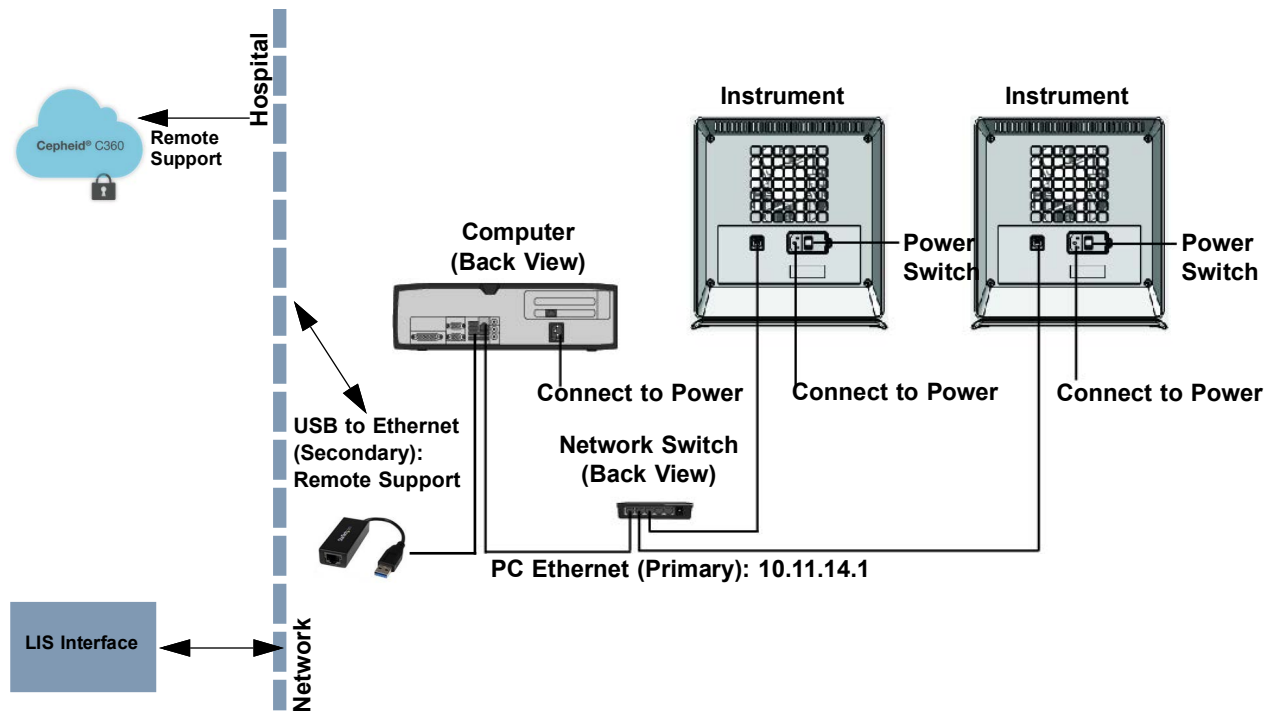 Hospital
Cepheid® C360
Remote
Support
Instrument
Instrument
Power
Switch
Power
Switch
Computer
(Back View)
Connect to Power
Connect to Power
Connect to Power
USB to Ethernet
(Secondary):
Remote Support
Network Switch
(Back View)
PC Ethernet (Primary): 10.11.14.1
LIS Interface
Network